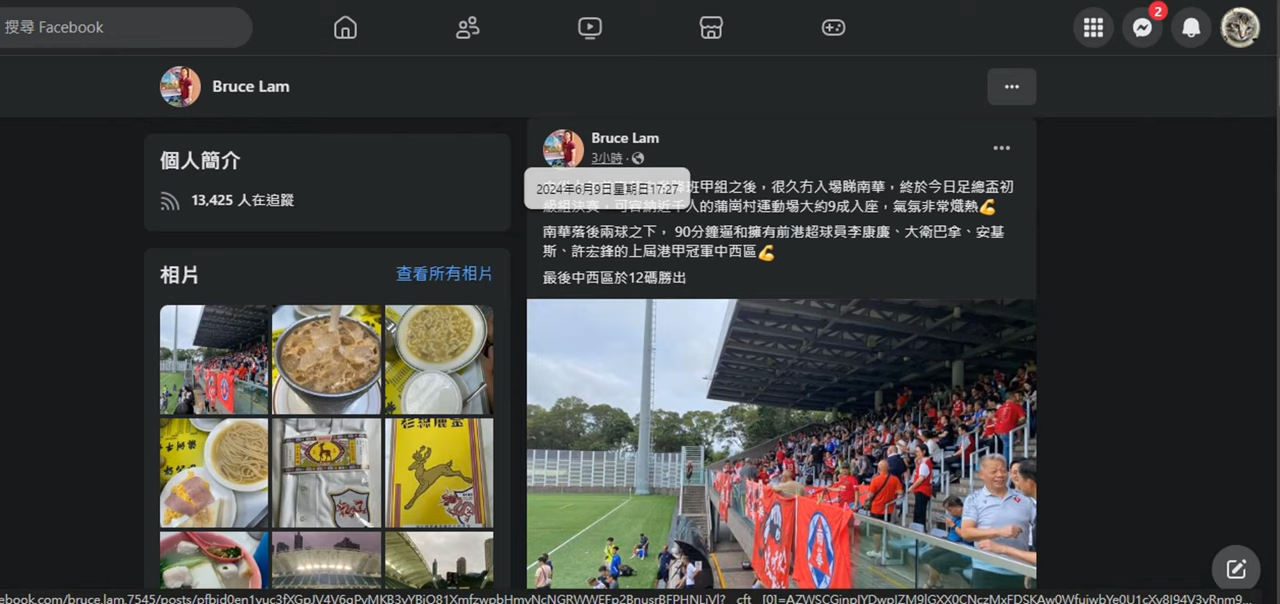 搜尋 Facebook
2
Bruce Lam
個人簡介
13,425 人在追蹤
相片
查看所有相片
Bruce Lam
3小時
2024年6月9日星期日17:27
班甲組之後，很久冇入場睇南華，終於今日足總盃初
級組決賽，可容納近千人的蒲崗村運動場大約9成入座，氣氛非常熾熱💪
南華落後兩球之下， 90分鐘逼和擁有前港超球員李康廉、大衛巴拿、安基
斯、許宏鋒的上屆港甲冠軍中西區💪
最後中西區於12碼勝出